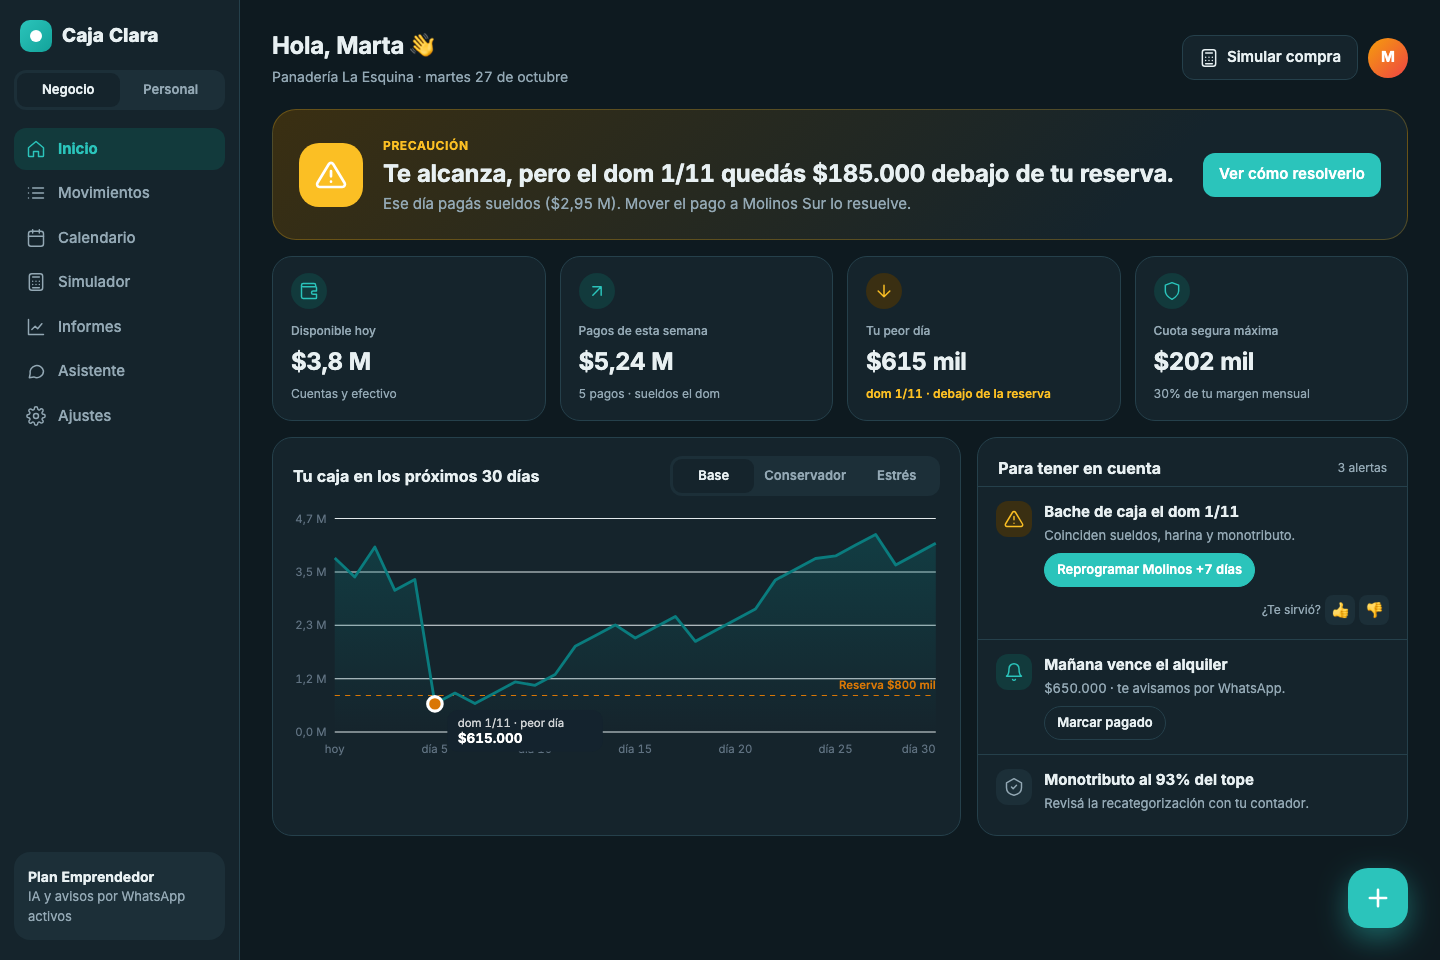 Caja Clara
Negocio
Personal
Inicio
Movimientos
Calendario
Simulador
Informes
Asistente
Ajustes
Plan Emprendedor
IA y avisos por WhatsApp
activos
Hola, Marta 👋
Panadería La Esquina · martes 27 de octubre
Simular compra
M
PRECAUCIÓN
Te alcanza, pero el dom 1/11 quedás $185.000 debajo de tu reserva.
Ese día pagás sueldos ($2,95 M). Mover el pago a Molinos Sur lo resuelve.
Ver cómo resolverlo
Disponible hoy
$3,8 M
Cuentas y efectivo
Pagos de esta semana
$5,24 M
5 pagos · sueldos el dom
Tu peor día
$615 mil
dom 1/11 · debajo de la reserva
Cuota segura máxima
$202 mil
30% de tu margen mensual
Tu caja en los próximos 30 días
Base
Conservador
Estrés
4,7 M
3,5 M
2,3 M
1,2 M
0,0 M
Reserva $800 mil
dom 1/11 · peor día
$615.000
hoy
día 5
día 15
día 20
día 25
día 30
Para tener en cuenta
3 alertas
Bache de caja el dom 1/11
Coinciden sueldos, harina y monotributo.
Reprogramar Molinos +7 días
¿Te sirvió? 👍 👎
Mañana vence el alquiler
$650.000 · te avisamos por WhatsApp.
Marcar pagado
Monotributo al 93% del tope
Revisá la recategorización con tu contador.